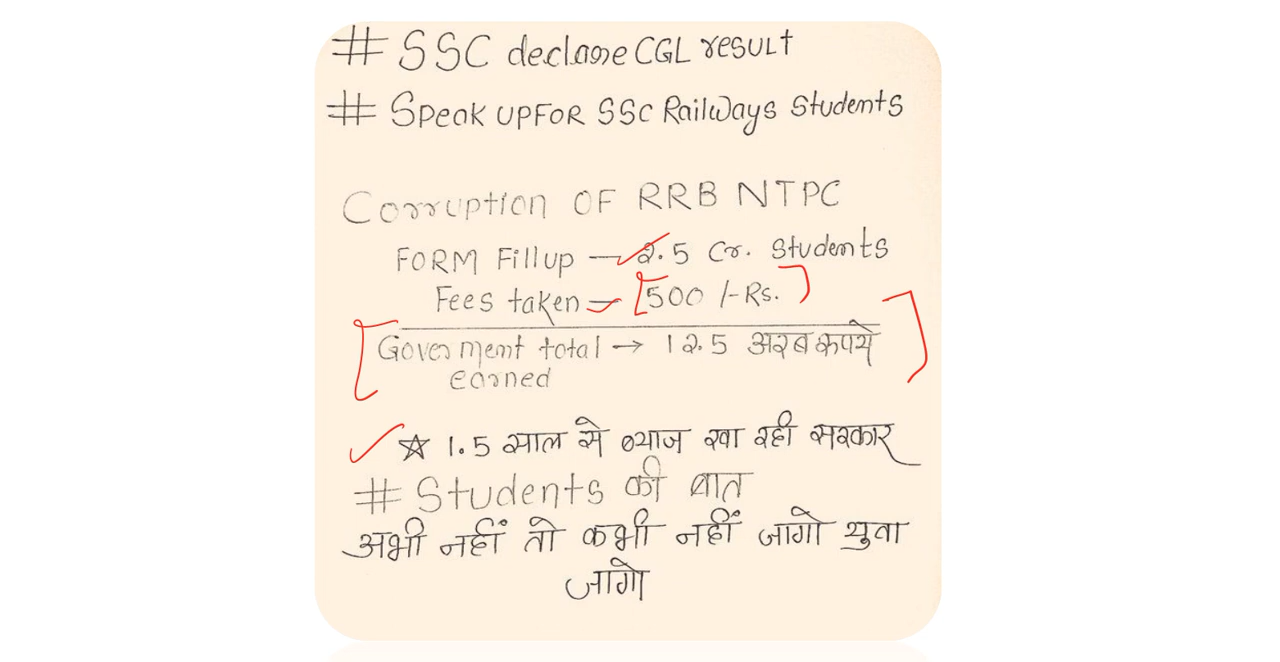 # SSC declare CGL result
# Speak UP FOR SSC Railways Students
Corruption OF RRB NTPC
FORM Fillup — 2.5 Cr. Students
Fees taken — [500 /-Rs.)
[Goverment total → 12.5 अरब रुपये]
earned
✓ ☆ 1.5 साल से ब्याज खा रही सरकार
# Students की बात
अभी नहीं तो कभी नहीं जागो युवा
जागो